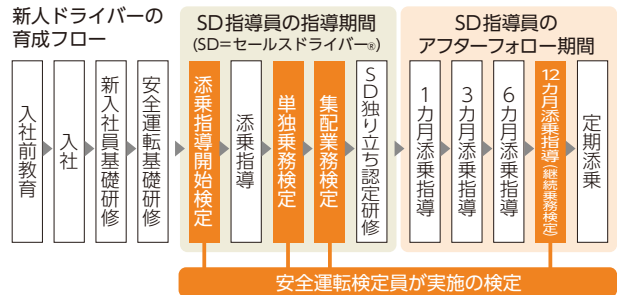 新人ドライバーの
育成フロー
SD指導員の指導期間
(SD=セールスドライバー®)
SD指導員の
アフターフォロー期間
入社前教育
入社
新入社員基礎研修
安全運転基礎研修
添乗指導開始検定
添乗指導
単独乗務検定
集配業務検定
SD独り立ち認定研修
1カ月添乗指導
3カ月添乗指導
6カ月添乗指導
12カ月添乗指導(継続乗務検定)
定期添乗
安全運転検定員が実施の検定